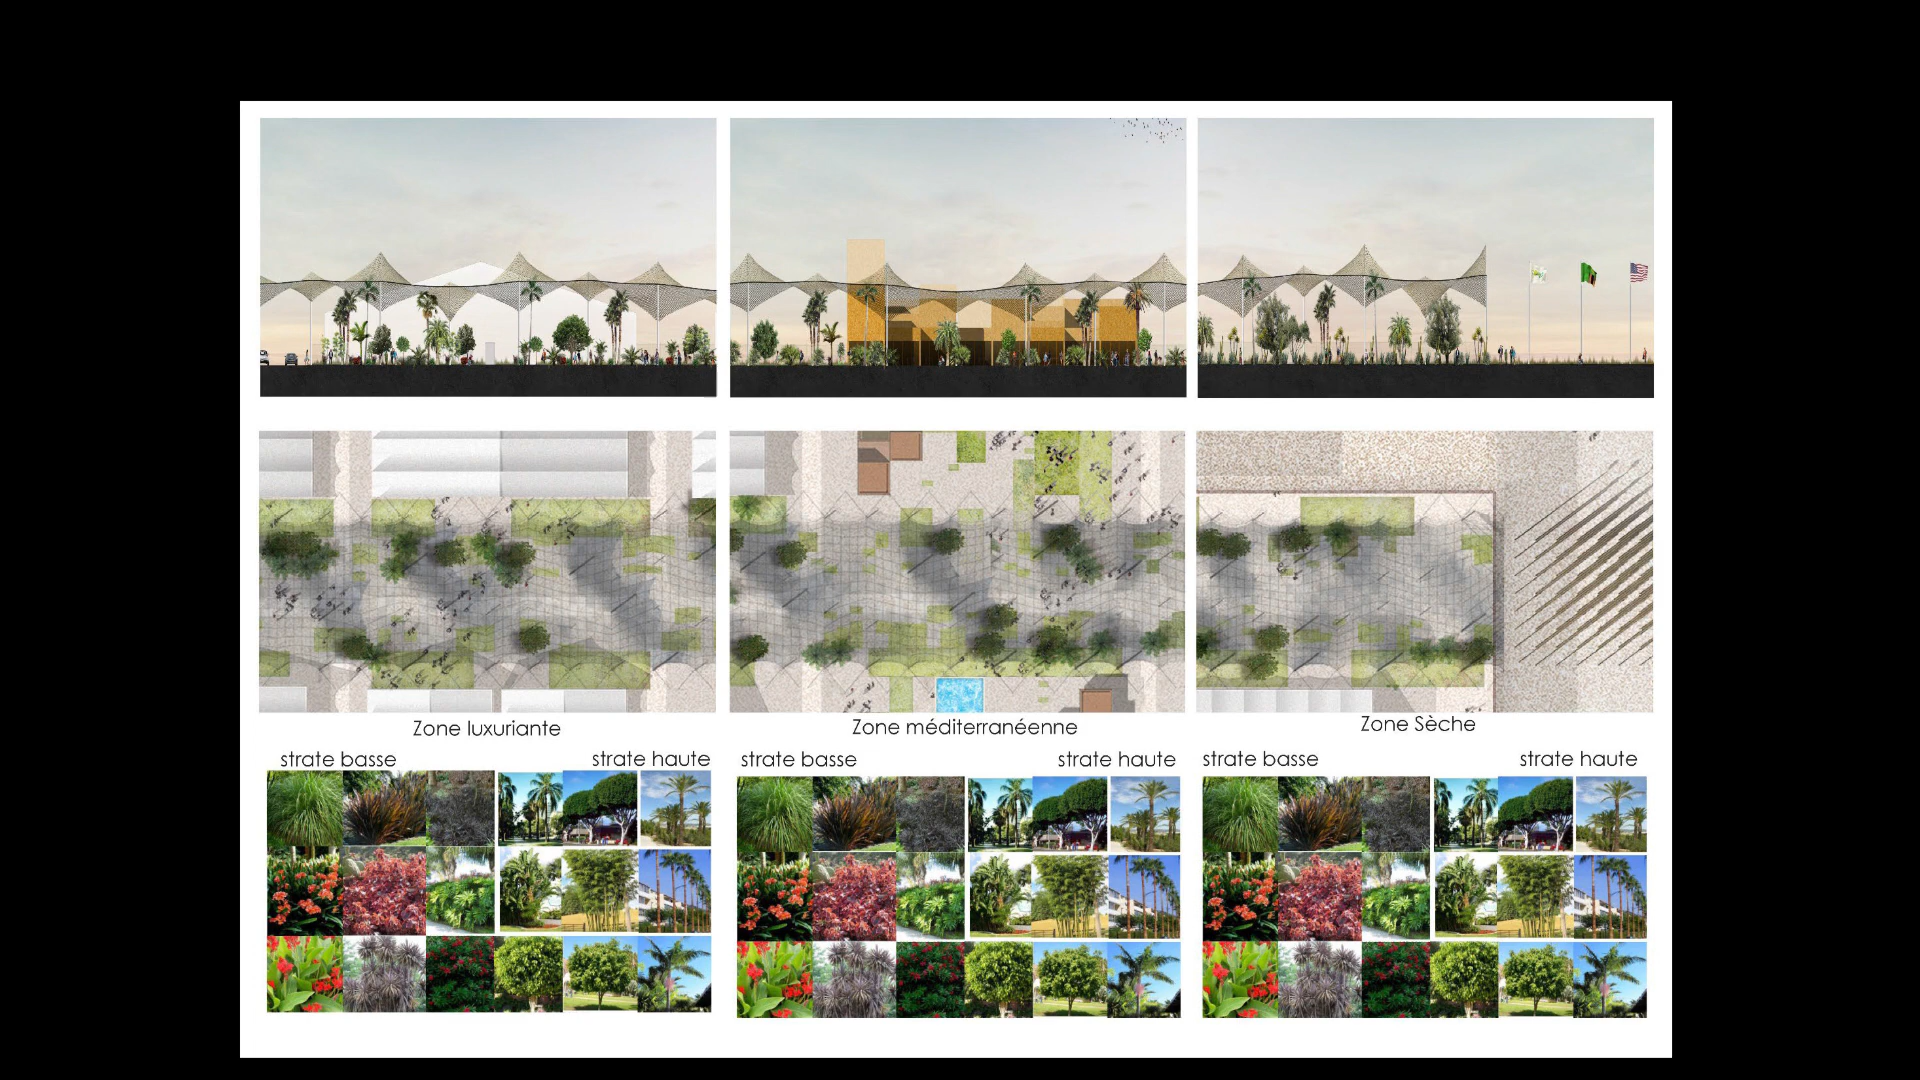 Zone luxuriante
Zone méditerranéenne
Zone Sèche
strate basse
strate haute
strate basse
strate haute
strate basse
strate haute